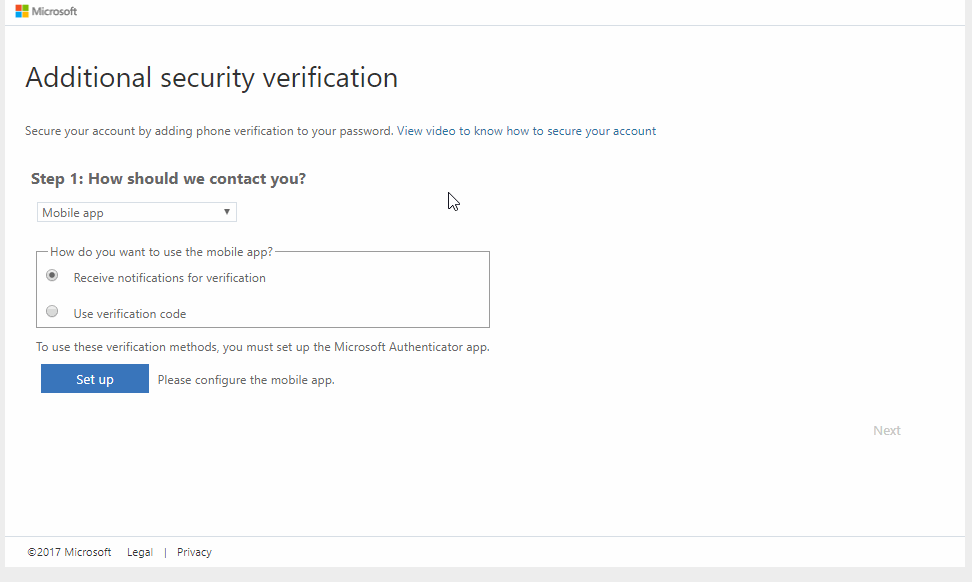 Microsoft
Additional security verification
Secure your account by adding phone verification to your password. View video to know how to secure your account
Step 1: How should we contact you?
Mobile app
How do you want to use the mobile app?
Receive notifications for verification
Use verification code
To use these verification methods, you must set up the Microsoft Authenticator app.
Set up Please configure the mobile app.
Next
©2017 Microsoft Legal | Privacy